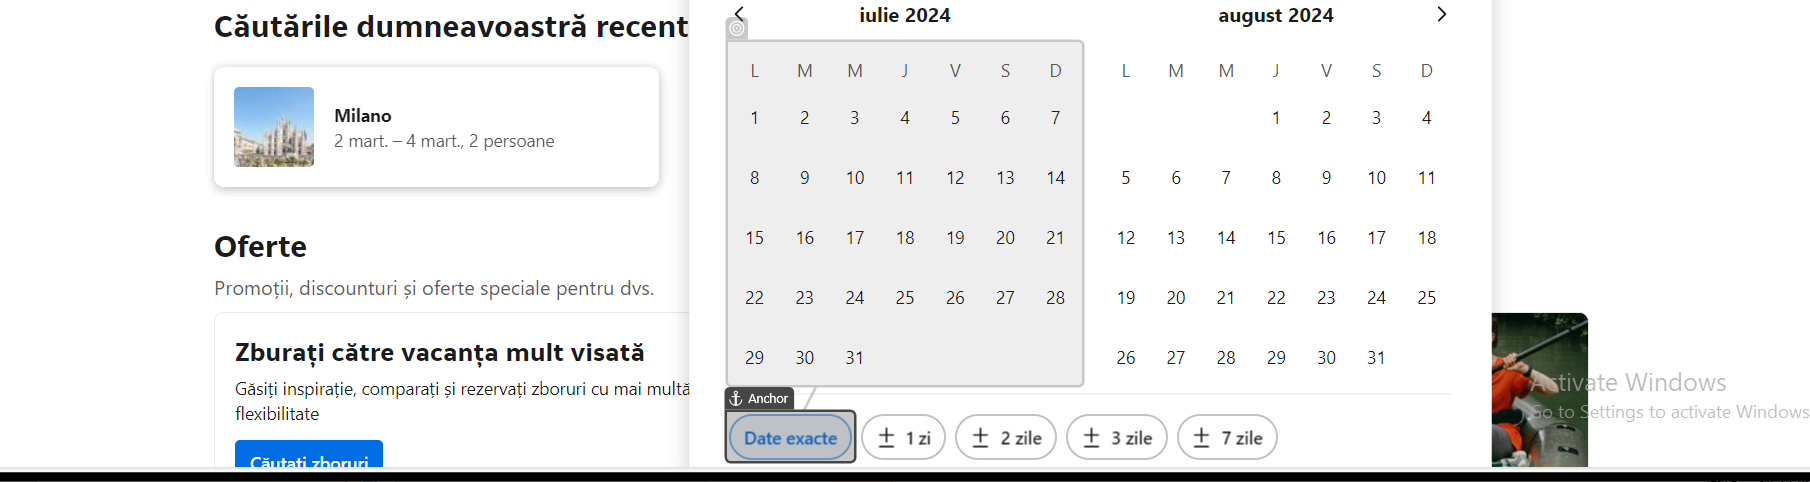 Căutările dumneavoastră recent
Milano
2 mart. – 4 mart., 2 persoane
Oferte
Promoții, discounturi și oferte speciale pentru dvs.
Zburați către vacanța mult visată
Găsiți inspirație, comparați și rezervați zboruri cu mai multă
flexibilitate
Căutați zboruri
iulie 2024
L M M J V S D
1 2 3 4 5 6 7
8 9 10 11 12 13 14
15 16 17 18 19 20 21
22 23 24 25 26 27 28
29 30 31
august 2024
L M M J V S D
1 2 3 4
5 6 7 8 9 10 11
12 13 14 15 16 17 18
19 20 21 22 23 24 25
26 27 28 29 30 31
Anchor
Date exacte ± 1 zi ± 2 zile ± 3 zile ± 7 zile
Activate Windows
Go to Settings to activate Windows